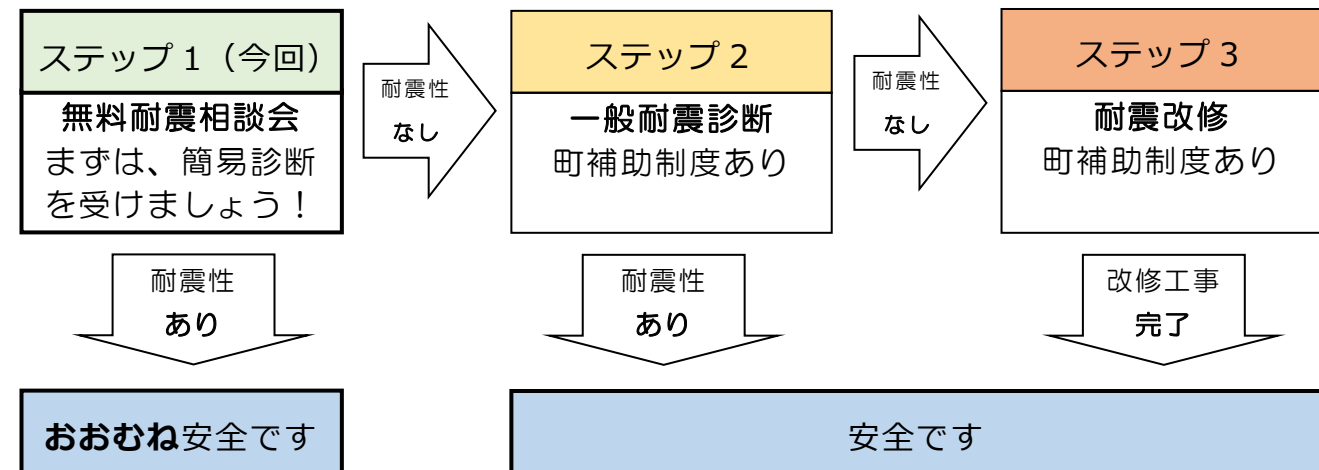 ステップ1（今回）
無料耐震相談会
まずは、簡易診断
を受けましょう！
耐震性
なし
ステップ2
一般耐震診断
町補助制度あり
耐震性
なし
ステップ3
耐震改修
町補助制度あり
耐震性
あり
耐震性
あり
改修工事
完了
おおむね安全です
安全です